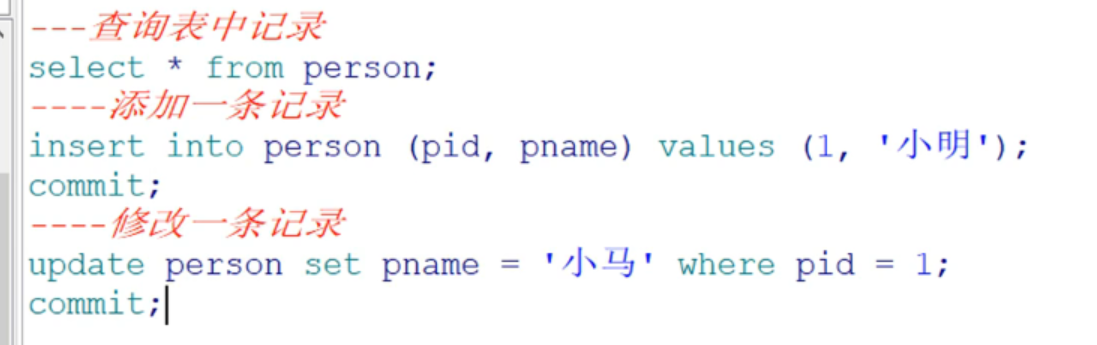 ---查询表中记录
select * from person;
----添加一条记录
insert into person (pid, pname) values (1, '小明');
commit;
----修改一条记录
update person set pname = '小马' where pid = 1;
commit;